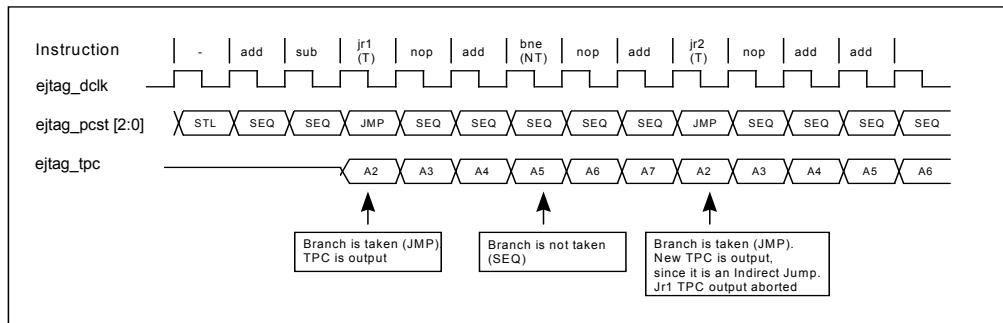 Instruction - add sub jr1 (T) nop add bne (NT) nop add jr2 (T) nop add add
ejtag_dclk
ejtag_pcst [2:0] STL SEQ SEQ JMP SEQ SEQ SEQ SEQ SEQ JMP SEQ SEQ SEQ SEQ
ejtag_tpc A2 A3 A4 A5 A6 A7 A2 A3 A4 A5 A6
Branch is taken (JMP)
TPC is output
Branch is not taken
(SEQ)
Branch is taken (JMP).
New TPC is output,
since it is an Indirect Jump.
Jr1 TPC output aborted